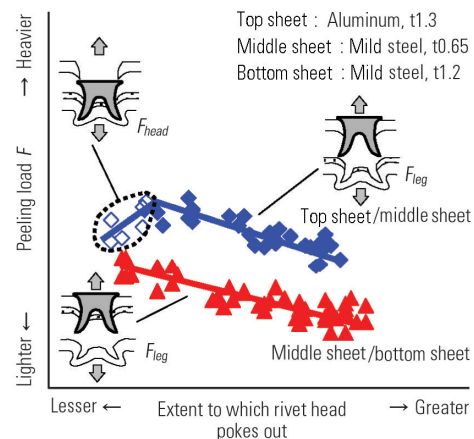 Top sheet : Aluminum, t1.3
Middle sheet : Mild steel, t0.65
Bottom sheet : Mild steel, t1.2
→ Heavier
Peeling load F
Lighter ←
F_head
F_leg
Top sheet/middle sheet
F_leg
Middle sheet/bottom sheet
Lesser ←
Extent to which rivet head
pokes out
→ Greater